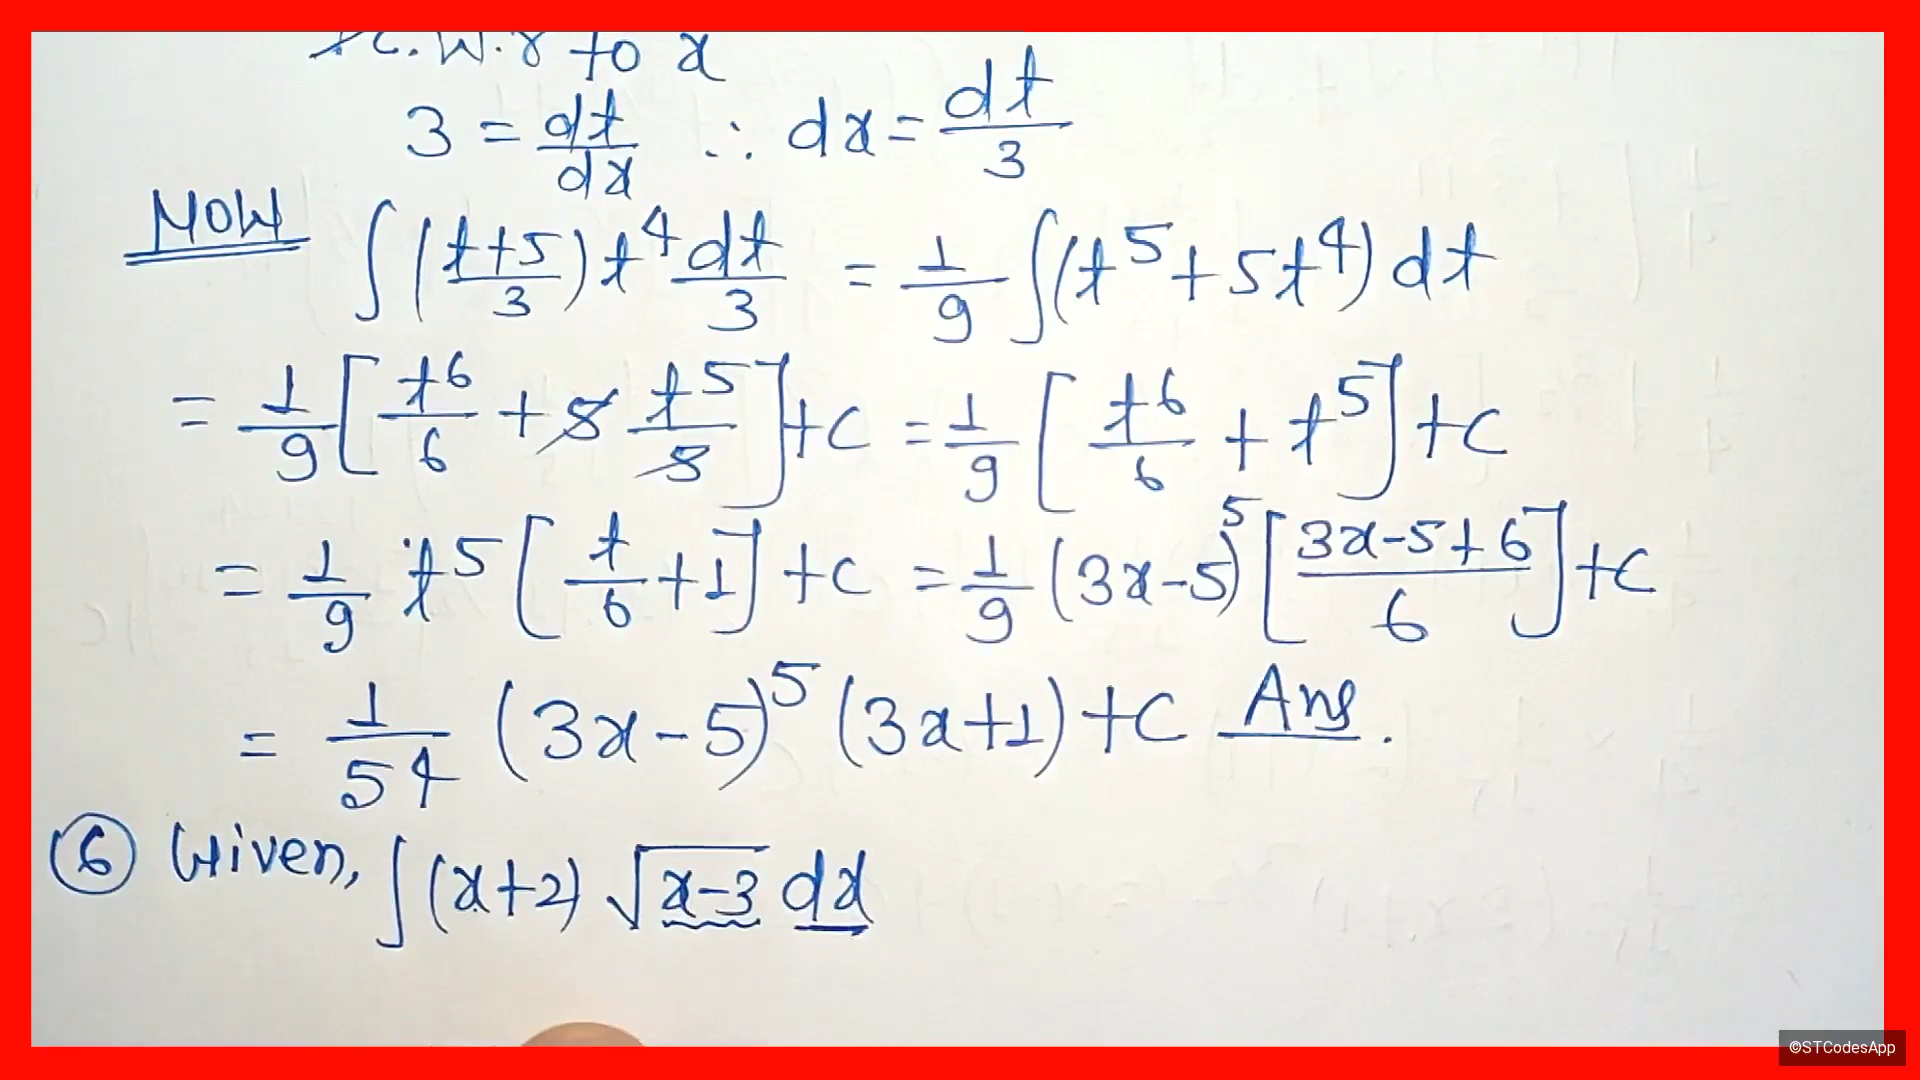 .w.r to x
3 = dt/dx ∴ dx = dt/3
NOW ∫(t+5/3) t⁴ dt/3 = 1/9 ∫(t⁵+5t⁴) dt
= 1/9 [t⁶/6 + 5 t⁵/5] + c = 1/9 [t⁶/6 + t⁵] + c
= 1/9 t⁵ [t/6 + 1] + c = 1/9 (3x-5)⁵ [3x-5+6/6] + c
= 1/54 (3x-5)⁵ (3x+1) + c Ans.
⑥ Given, ∫(x+2) √x-3 dx
©STCodesApp